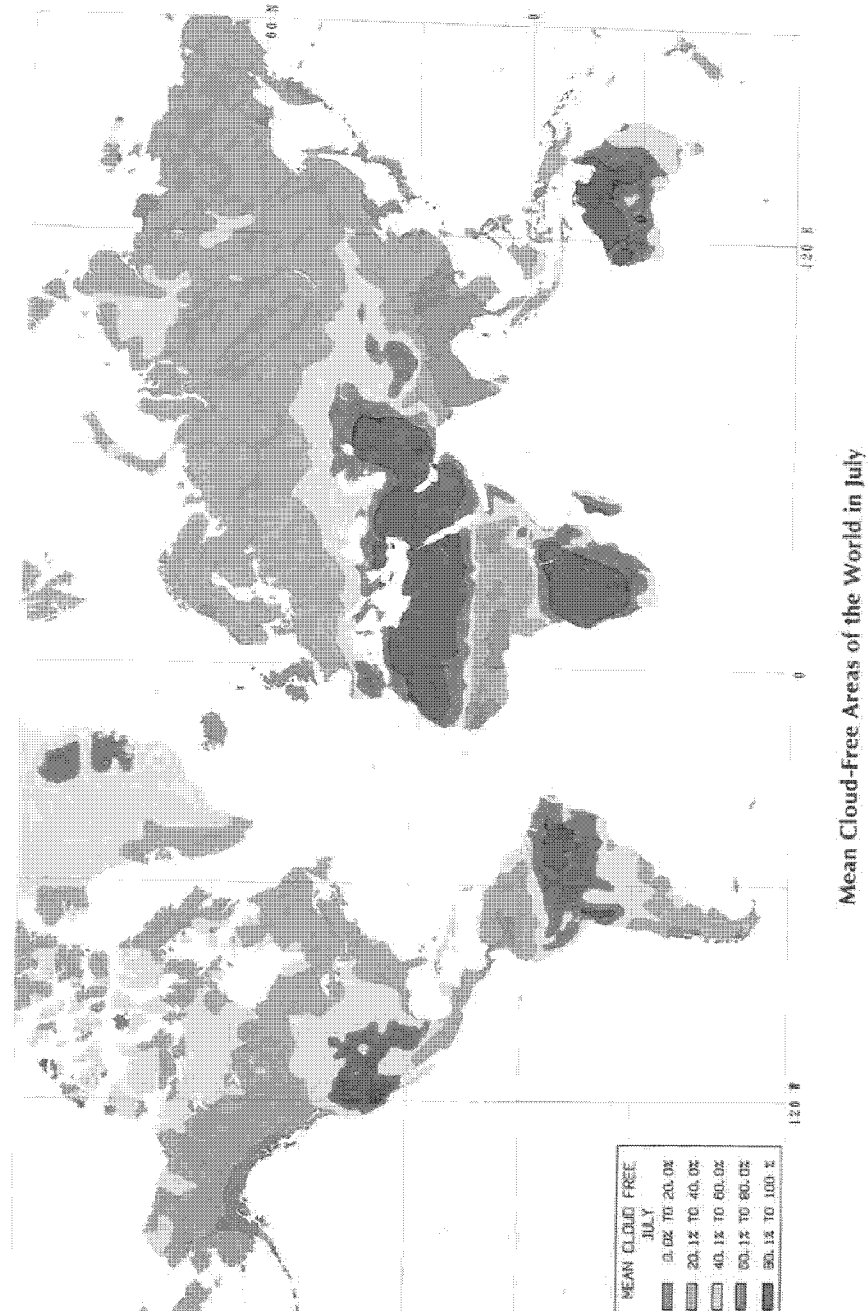 60 N
0
120 E
0
120 W
MEAN CLOUD FREE
JULY
0.0% TO 20.0%
20.1% TO 40.0%
40.1% TO 60.0%
60.1% TO 80.0%
80.1% TO 100 %
Mean Cloud-Free Areas of the World in July